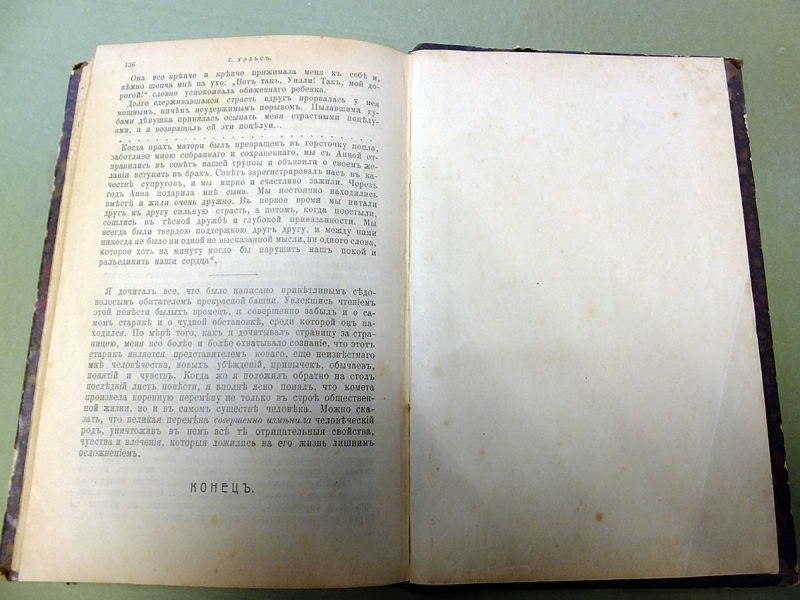 156
Г. УЭЛЬСЪ.
Она все крѣпче и крѣпче прижимала меня къ себѣ и,
нѣжно шепча мнѣ на ухо: „Вотъ такъ, Уилли! Такъ, мой до-
рогой!" словно успокоивала обиженнаго ребенка.
Долго сдерживавшаяся страсть вдругъ прорвалась у нея
мощнымъ, ничѣмъ неудержимымъ порывомъ. Пылавшими гу-
бами дѣвушка принялась осыпать меня страстными поцѣлу-
ями, и я возвращалъ ей эти поцѣлуи...
Когда прахъ матери былъ превращенъ въ горсточку пепла,
заботливо мною собраннаго и сохраненнаго, мы съ Анной от-
правились въ совѣтъ нашей группы и объявили о своемъ же-
ланіи вступить въ бракъ. Совѣтъ зарегистрировалъ насъ въ ка-
чествѣ супруговъ, и мы мирно и счастливо зажили. Черезъ
годъ Анна подарила мнѣ сына. Мы постоянно находились
вмѣстѣ и жили очень дружно. Въ первое время мы питали
другъ къ другу сильную страсть, а потомъ, когда поостыли,
сошлись въ тѣсной дружбѣ и глубокой привязанности. Мы
всегда были твердою поддержкою другъ другу, и между нами
никогда не было ни одной не высказанной мысли, ни одного слова,
которое хоть на минуту могло бы нарушить нашъ покой и
разъединить наши сердца".
Я дочиталъ все, что было написано привѣтливымъ сѣдо-
волосымъ обитателемъ прекрасной башни. Увлекшись чтеніемъ
этой повѣсти былыхъ временъ, я совершенно забылъ и о са-
момъ старикѣ и о чудной обстановкѣ, среди которой онъ на-
ходился. По мѣрѣ того, какъ я дочитывалъ страницу за стра-
ницею, меня все болѣе и болѣе охватывало сознаніе, что этотъ
старикъ является представителемъ новаго, еще неизвѣстнаго
мнѣ человѣчества, новыхъ убѣжденій, привычекъ, обычаевъ,
понятій и чувствъ. Когда же я положилъ обратно на столъ
послѣдній листъ повѣсти, я вполнѣ ясно понялъ, что комета
произвела коренную перемѣну не только въ строѣ обществен-
ной жизни, но и въ самомъ существѣ человѣка. Можно ска-
зать, что великая перемѣна совершенно измѣнила человѣческій
родъ, уничтоживъ въ немъ всѣ тѣ отрицательныя свойства,
чувства и влеченія, которыя ложились на его жизнь лишнимъ
осложненіемъ.
КОНЕЦЪ.